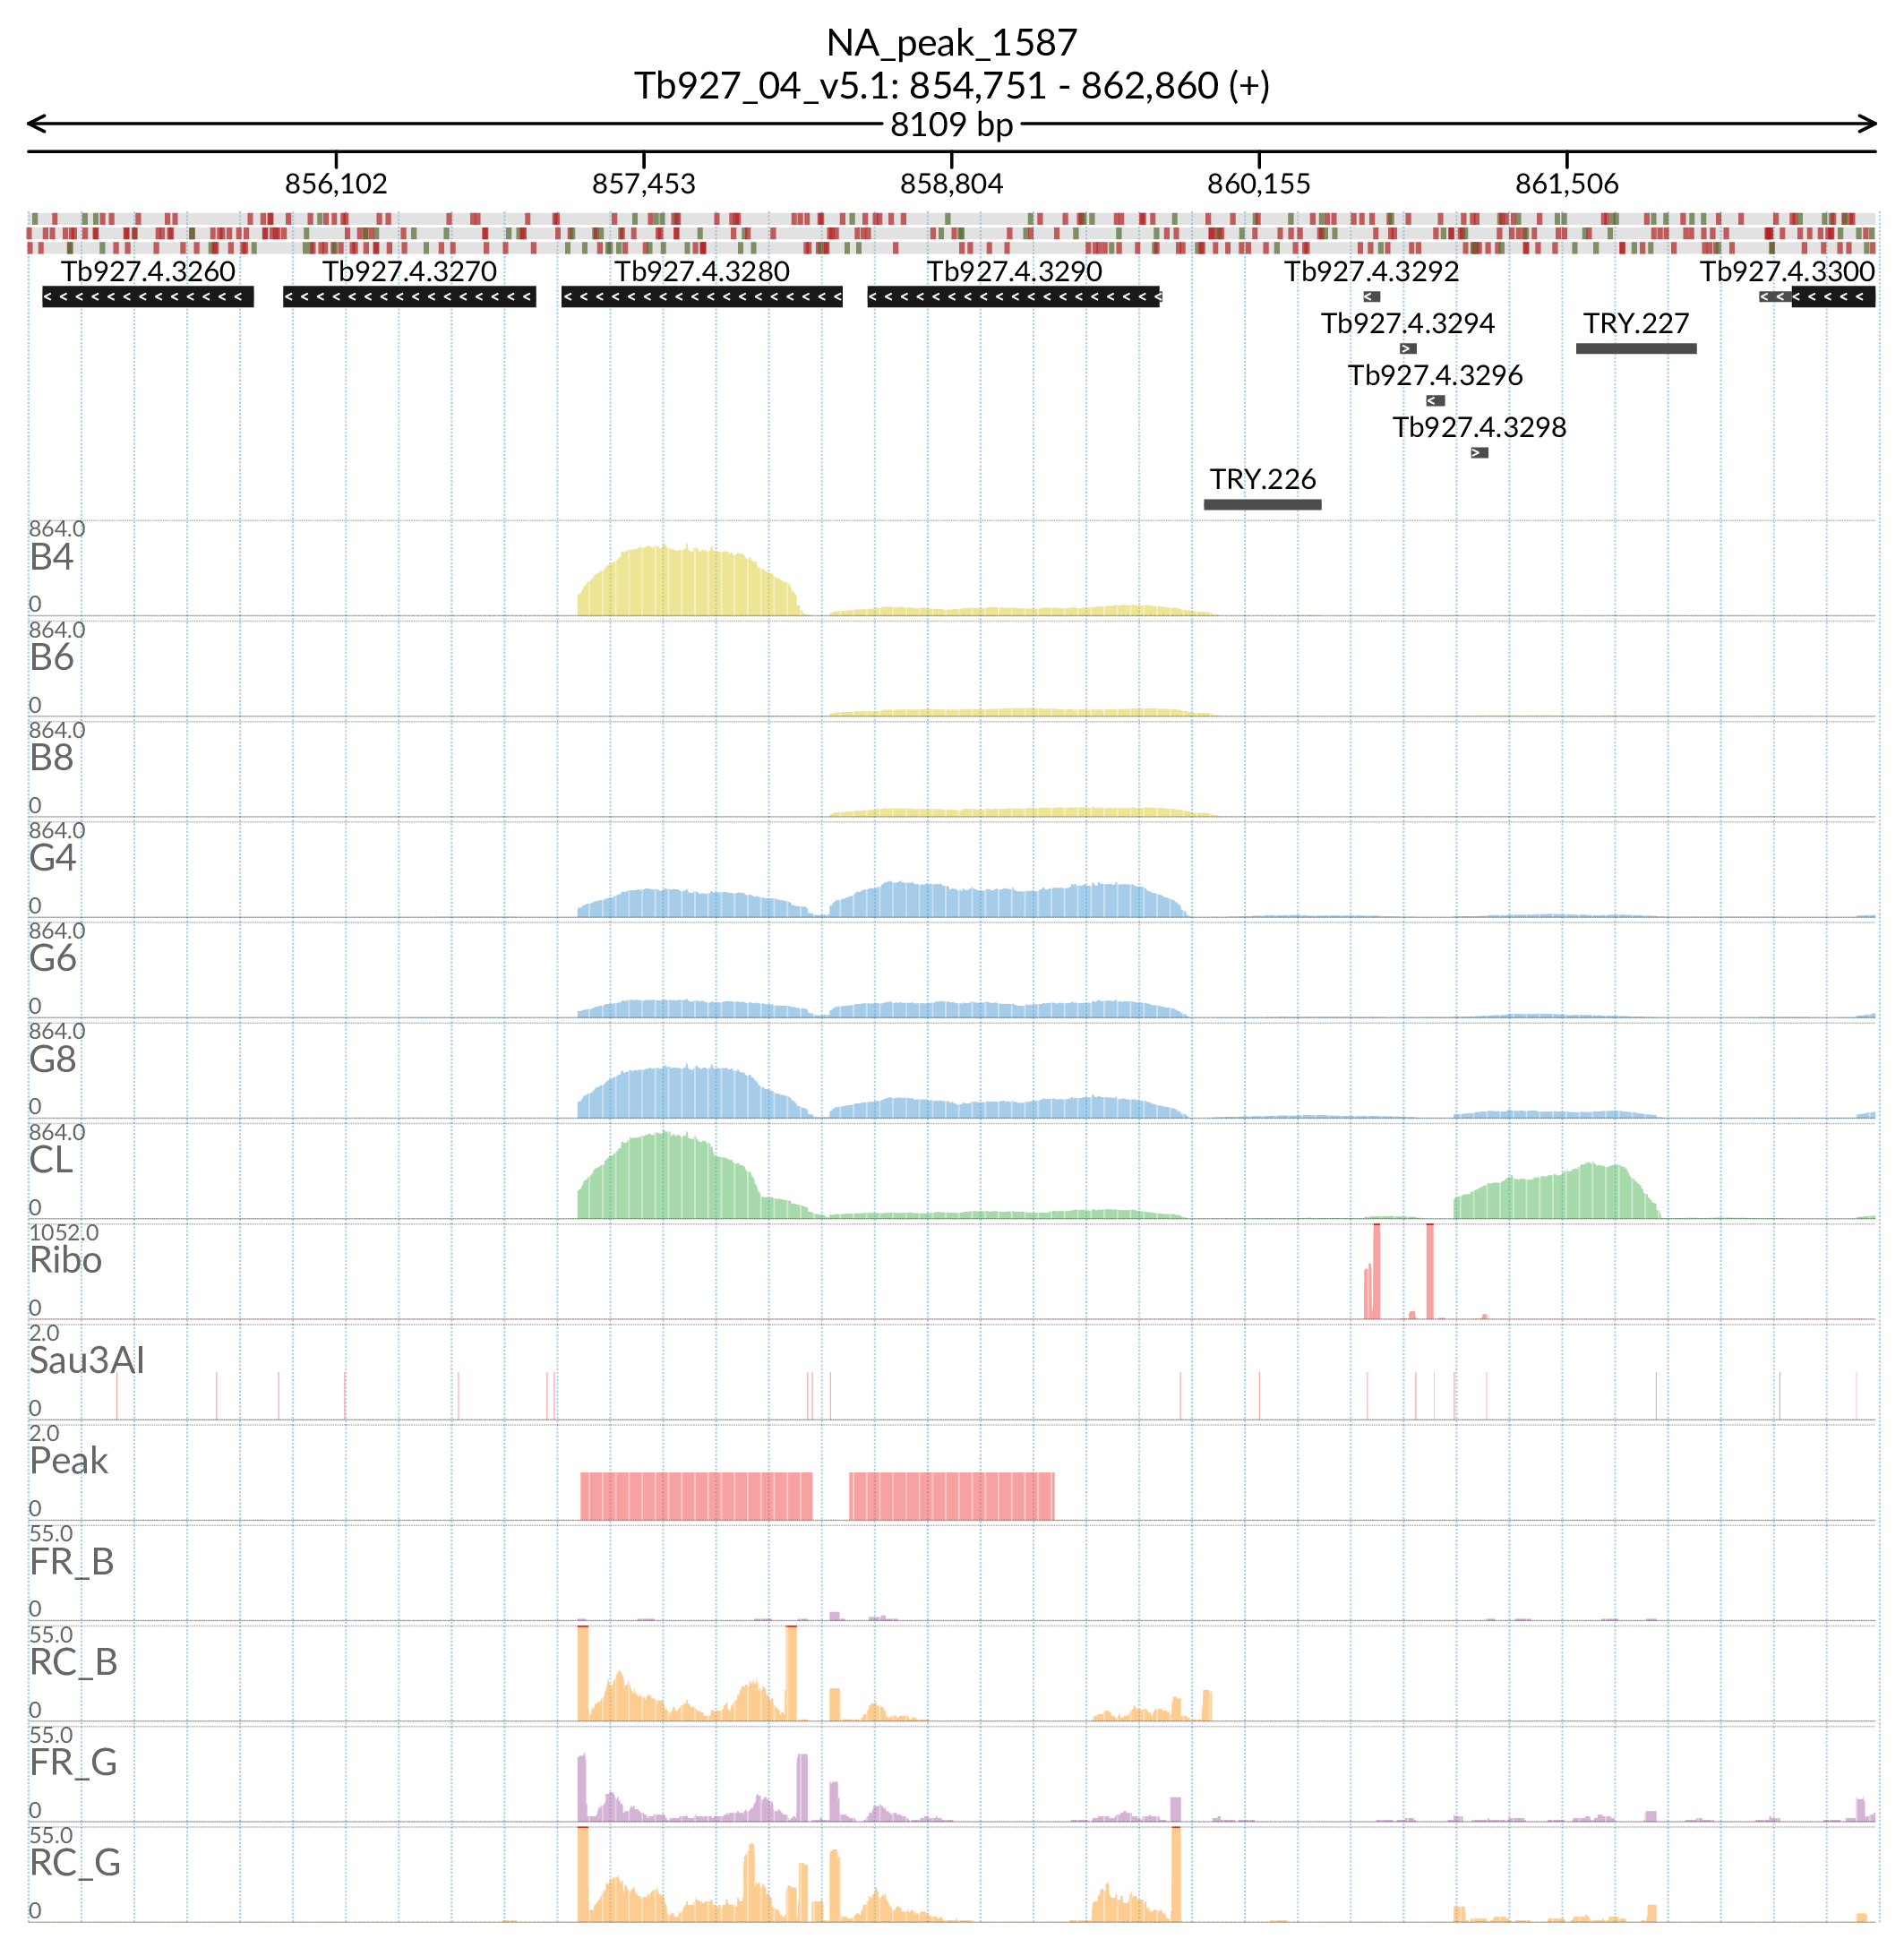 NA_peak_1587
Tb927_04_v5.1: 854,751 - 862,860 (+)
8109 bp
856,102 857,453 858,804 860,155 861,506
Tb927.4.3260 Tb927.4.3270 Tb927.4.3280 Tb927.4.3290 Tb927.4.3292 Tb927.4.3300
Tb927.4.3294 TRY.227
Tb927.4.3296
Tb927.4.3298
TRY.226
864.0
B4
0
864.0
B6
0
864.0
B8
0
864.0
G4
0
864.0
G6
0
864.0
G8
0
864.0
CL
0
1052.0
Ribo
0
2.0
Sau3AI
0
2.0
Peak
0
55.0
FR_B
0
55.0
RC_B
0
55.0
FR_G
0
55.0
RC_G
0